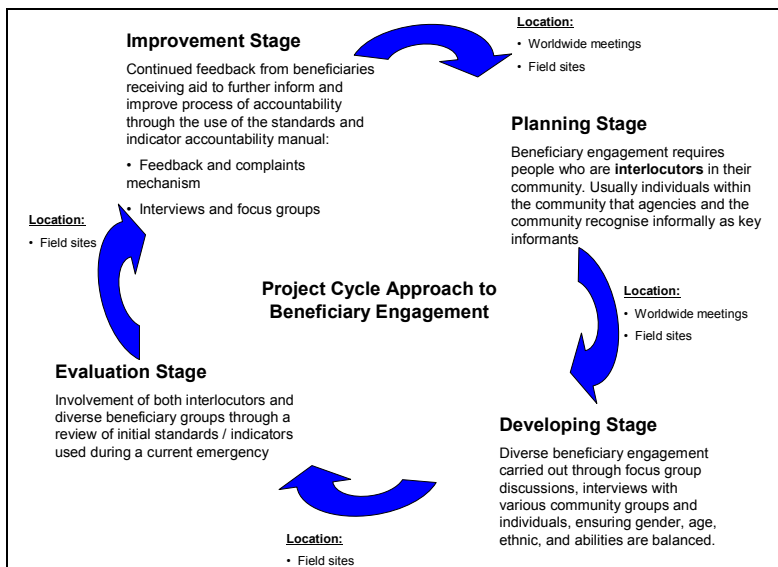 Improvement Stage
Continued feedback from beneficiaries
receiving aid to further inform and
improve process of accountability
through the use of the standards and
indicator accountability manual:
• Feedback and complaints
mechanism
• Interviews and focus groups
Location:
• Worldwide meetings
• Field sites
Planning Stage
Beneficiary engagement requires
people who are interlocutors in their
community. Usually individuals within
the community that agencies and the
community recognise informally as key
informants
Location:
• Field sites
Project Cycle Approach to
Beneficiary Engagement
Location:
• Worldwide meetings
• Field sites
Evaluation Stage
Involvement of both interlocutors and
diverse beneficiary groups through a
review of initial standards / indicators
used during a current emergency
Developing Stage
Diverse beneficiary engagement
carried out through focus group
discussions, interviews with
various community groups and
individuals, ensuring gender, age,
ethnic, and abilities are balanced.
Location:
• Field sites